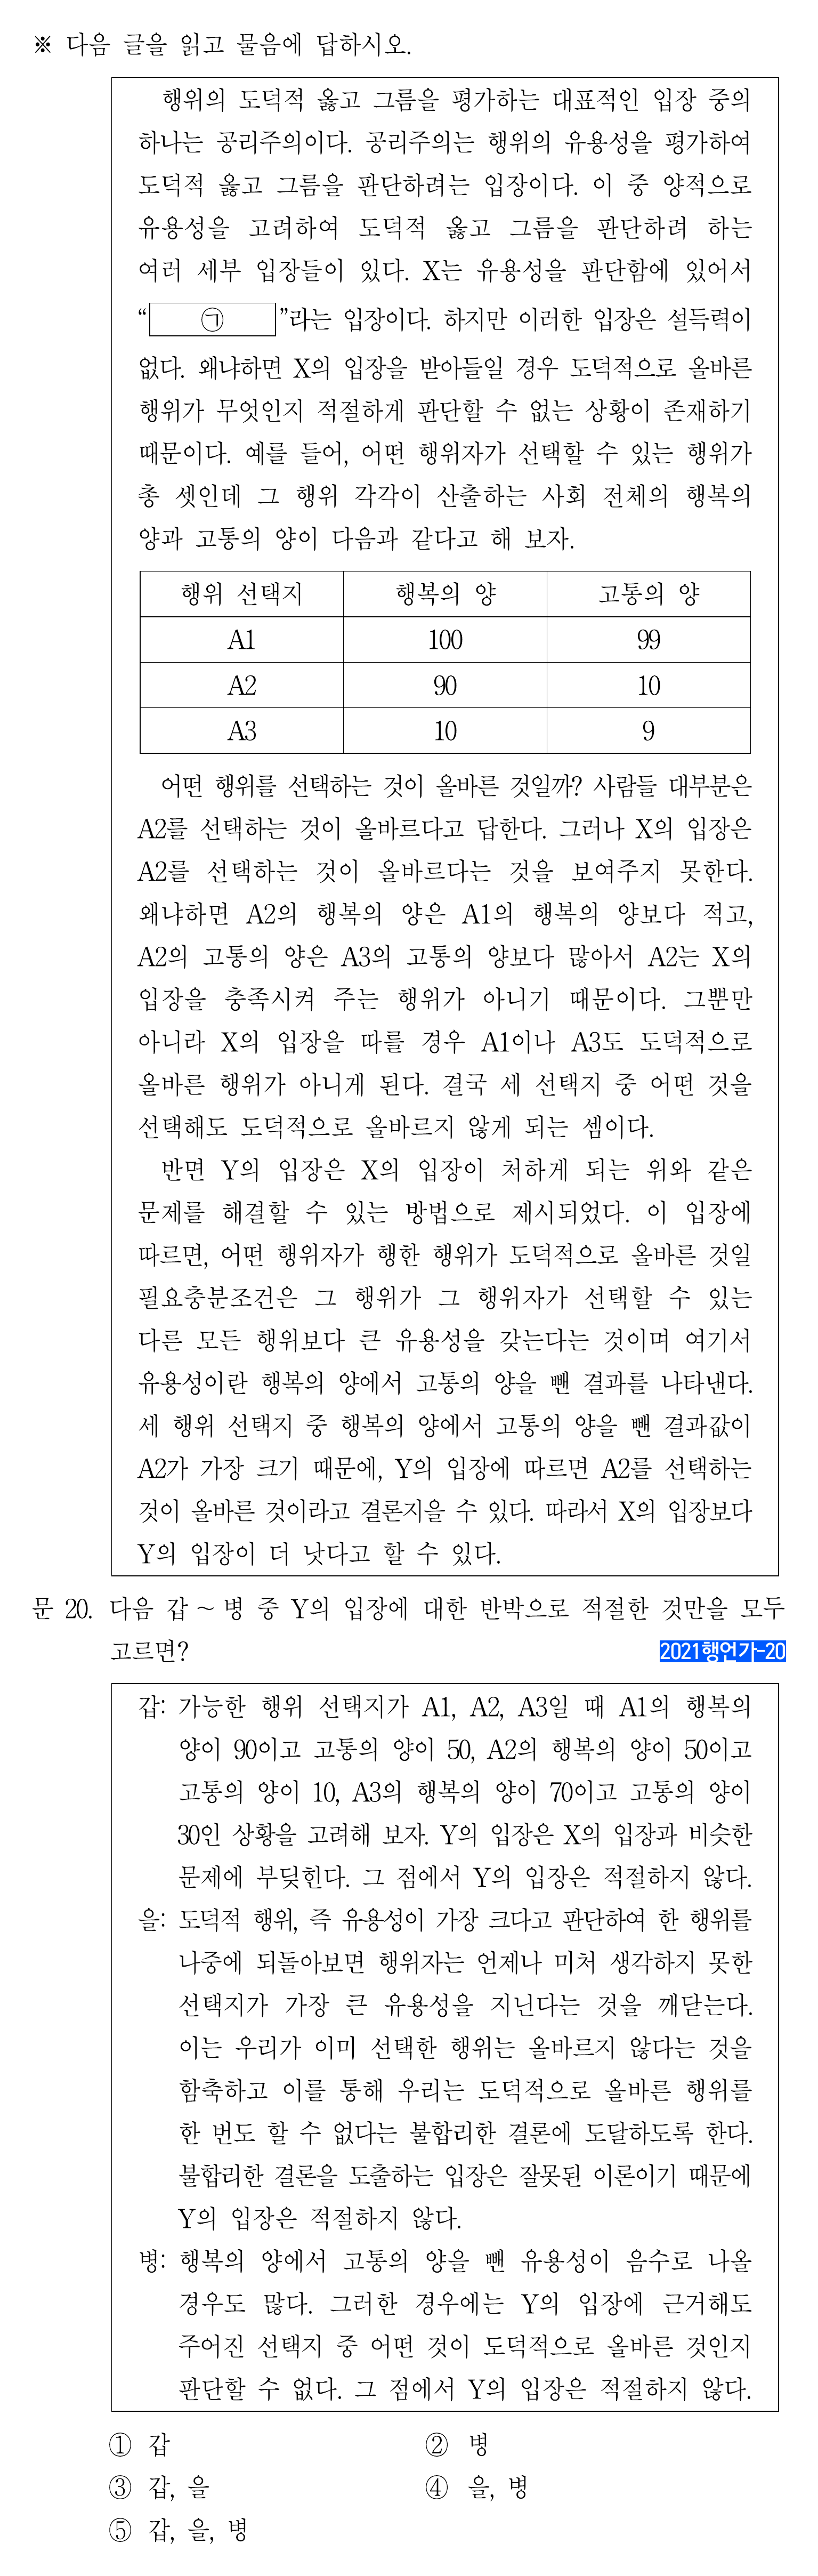 ※ 다음 글을 읽고 물음에 답하시오.
행위의 도덕적 옳고 그름을 평가하는 대표적인 입장 중의
하나는 공리주의이다. 공리주의는 행위의 유용성을 평가하여
도덕적 옳고 그름을 판단하려는 입장이다. 이 중 양적으로
유용성을 고려하여 도덕적 옳고 그름을 판단하려 하는
여러 세부 입장들이 있다. X는 유용성을 판단함에 있어서
“㉠”라는 입장이다. 하지만 이러한 입장은 설득력이
없다. 왜냐하면 X의 입장을 받아들일 경우 도덕적으로 올바른
행위가 무엇인지 적절하게 판단할 수 없는 상황이 존재하기
때문이다. 예를 들어, 어떤 행위자가 선택할 수 있는 행위가
총 셋인데 그 행위 각각이 산출하는 사회 전체의 행복의
양과 고통의 양이 다음과 같다고 해 보자.
행위 선택지 행복의 양 고통의 양
A1 100 99
A2 90 10
A3 10 9
어떤 행위를 선택하는 것이 올바른 것일까? 사람들 대부분은
A2를 선택하는 것이 올바르다고 답한다. 그러나 X의 입장은
A2를 선택하는 것이 올바르다는 것을 보여주지 못한다.
왜냐하면 A2의 행복의 양은 A1의 행복의 양보다 적고,
A2의 고통의 양은 A3의 고통의 양보다 많아서 A2는 X의
입장을 충족시켜 주는 행위가 아니기 때문이다. 그뿐만
아니라 X의 입장을 따를 경우 A1이나 A3도 도덕적으로
올바른 행위가 아니게 된다. 결국 세 선택지 중 어떤 것을
선택해도 도덕적으로 올바르지 않게 되는 셈이다.
반면 Y의 입장은 X의 입장이 처하게 되는 위와 같은
문제를 해결할 수 있는 방법으로 제시되었다. 이 입장에
따르면, 어떤 행위자가 행한 행위가 도덕적으로 올바른 것일
필요충분조건은 그 행위가 그 행위자가 선택할 수 있는
다른 모든 행위보다 큰 유용성을 갖는다는 것이며 여기서
유용성이란 행복의 양에서 고통의 양을 뺀 결과를 나타낸다.
세 행위 선택지 중 행복의 양에서 고통의 양을 뺀 결과값이
A2가 가장 크기 때문에, Y의 입장에 따르면 A2를 선택하는
것이 올바른 것이라고 결론지을 수 있다. 따라서 X의 입장보다
Y의 입장이 더 낫다고 할 수 있다.
문 20. 다음 갑 ~ 병 중 Y의 입장에 대한 반박으로 적절한 것만을 모두
고르면? 2021행언가-20
갑: 가능한 행위 선택지가 A1, A2, A3일 때 A1의 행복의
양이 90이고 고통의 양이 50, A2의 행복의 양이 50이고
고통의 양이 10, A3의 행복의 양이 70이고 고통의 양이
30인 상황을 고려해 보자. Y의 입장은 X의 입장과 비슷한
문제에 부딪힌다. 그 점에서 Y의 입장은 적절하지 않다.
을: 도덕적 행위, 즉 유용성이 가장 크다고 판단하여 한 행위를
나중에 되돌아보면 행위자는 언제나 미처 생각하지 못한
선택지가 가장 큰 유용성을 지닌다는 것을 깨닫는다.
이는 우리가 이미 선택한 행위는 올바르지 않다는 것을
함축하고 이를 통해 우리는 도덕적으로 올바른 행위를
한 번도 할 수 없다는 불합리한 결론에 도달하도록 한다.
불합리한 결론을 도출하는 입장은 잘못된 이론이기 때문에
Y의 입장은 적절하지 않다.
병: 행복의 양에서 고통의 양을 뺀 유용성이 음수로 나올
경우도 많다. 그러한 경우에는 Y의 입장에 근거해도
주어진 선택지 중 어떤 것이 도덕적으로 올바른 것인지
판단할 수 없다. 그 점에서 Y의 입장은 적절하지 않다.
① 갑 ② 병
③ 갑, 을 ④ 을, 병
⑤ 갑, 을, 병